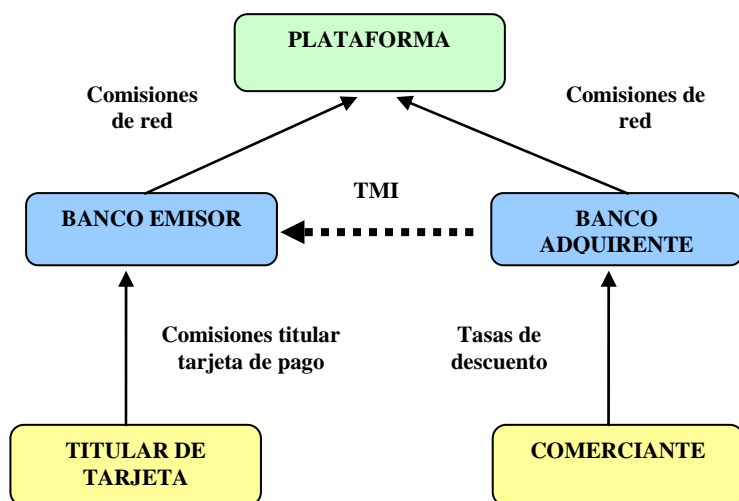 PLATAFORMA
Comisiones
de red
Comisiones de
red
TMI
BANCO EMISOR
BANCO
ADQUIRENTE
Comisiones titular
tarjeta de pago
Tasas de
descuento
TITULAR DE
TARJETA
COMERCIANTE